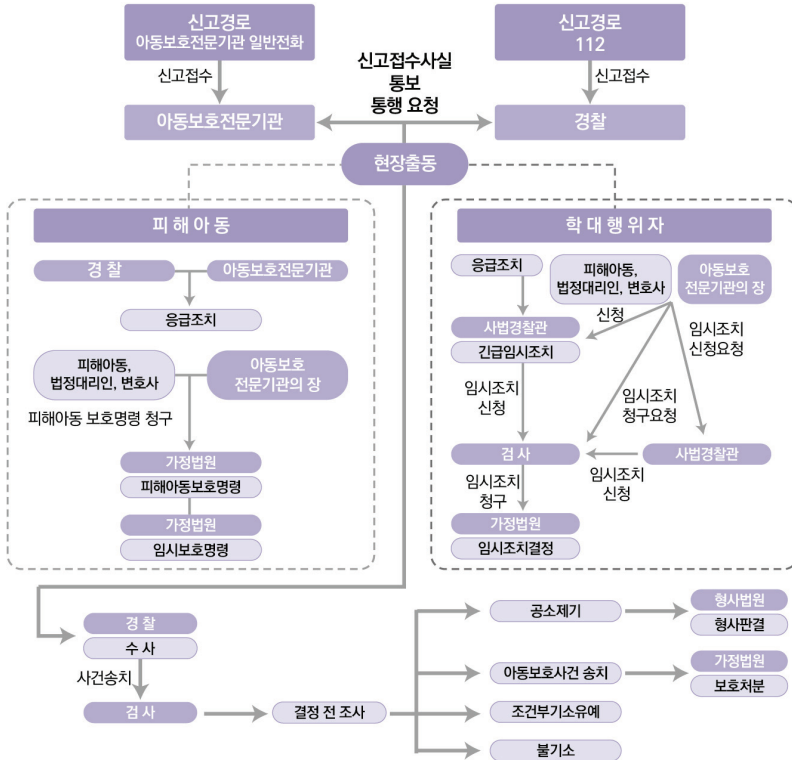 신고경로
아동보호전문기관 일반전화
신고경로
112
신고접수
신고접수사실
통보
통행 요청
신고접수
아동보호전문기관
경찰
현장출동
피해아동
경찰
아동보호전문기관
응급조치
피해아동,
법정대리인, 변호사
아동보호
전문기관의 장
피해아동 보호명령 청구
가정법원
피해아동보호명령
가정법원
임시보호명령
학대행위자
응급조치
피해아동,
법정대리인, 변호사
아동보호
전문기관의 장
신청
사법경찰관
긴급임시조치
임시조치
신청요청
임시조치
신청
임시조치
청구요청
검사
사법경찰관
임시조치
신청
임시조치
청구
가정법원
임시조치결정
경찰
수사
사건송치
검사
결정 전 조사
공소제기
형사법원
형사판결
아동보호사건 송치
가정법원
보호처분
조건부기소유예
불기소